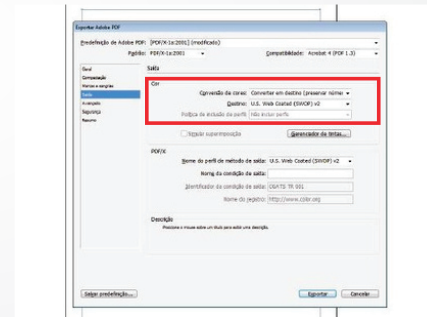 Exportar Adobe PDF
Predefinição do Adobe PDF: [PDF/X-1a:2001] (modificado)
Padrão: PDF/X-1a:2001 Compatibilidade: Acrobat 4 (PDF 1.3)
Geral
Compactação
Marcas e sangrias
Saída
Avançado
Segurança
Resumo
Saída
Cor
Conversão de cores: Converter em destino (preservar númer
Destino: U.S. Web Coated (SWOP) v2
Política de inclusão de perfil: Não incluir perfis
Simular superimposição Gerenciador de tintas...
PDF/X
Nome do perfil de método de saída: U.S. Web Coated (SWOP) v2
Nome da condição de saída:
Identificador da condição de saída: CGATS TR 001
Nome do registro: http://www.color.org
Descrição
Posicione o mouse sobre um título para exibir uma descrição.
Salvar predefinição... Exportar Cancelar